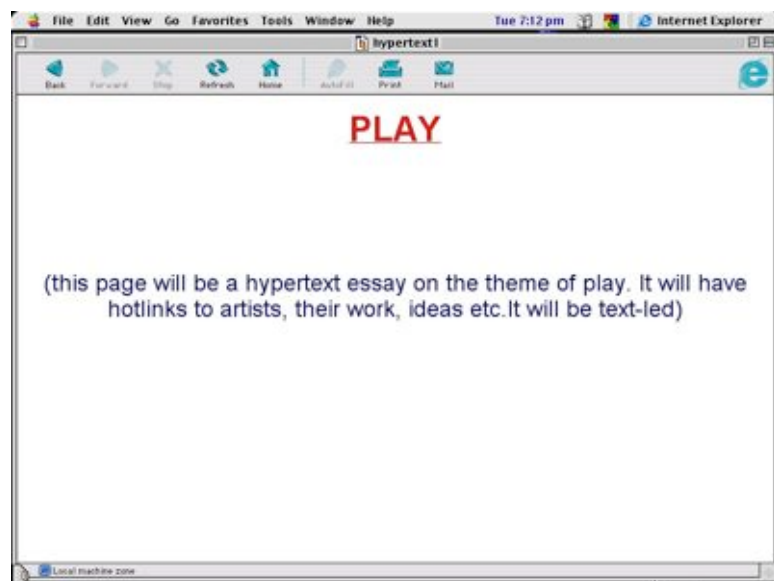 File Edit View Go Favorites Tools Window Help Tue 7:12 pm Internet Explorer
hypertext1
Back Forward Stop Refresh Home AutoFill Print Mail
PLAY
(this page will be a hypertext essay on the theme of play. It will have
hotlinks to artists, their work, ideas etc.It will be text-led)
Local machine zone